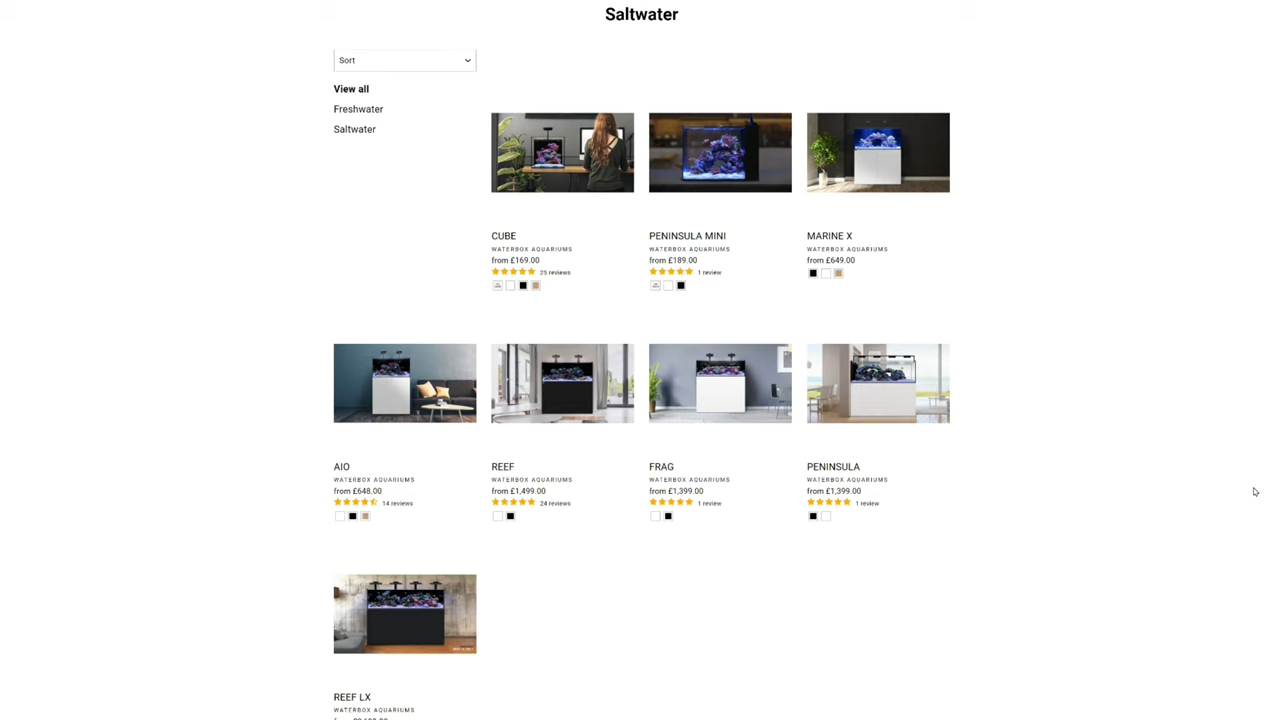 Saltwater
Sort
View all
Freshwater
Saltwater
CUBE
WATERBOX AQUARIUMS
from £169.00
25 reviews
PENINSULA MINI
WATERBOX AQUARIUMS
from £189.00
1 review
MARINE X
WATERBOX AQUARIUMS
from £649.00
AIO
WATERBOX AQUARIUMS
from £648.00
14 reviews
REEF
WATERBOX AQUARIUMS
from £1,499.00
24 reviews
FRAG
WATERBOX AQUARIUMS
from £1,399.00
1 review
PENINSULA
WATERBOX AQUARIUMS
from £1,399.00
1 review
REEF LX
WATERBOX AQUARIUMS